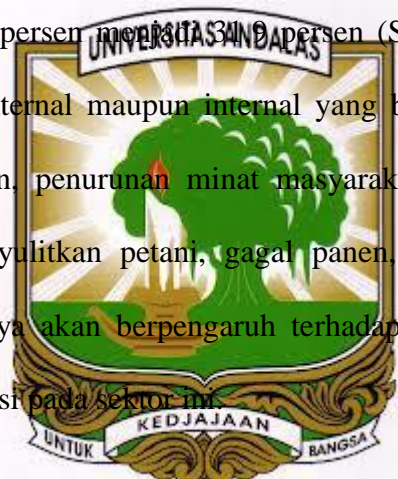 persen menjadi 31,9 persen (S
UNIVERSITAS ANDALAS
ternal maupun internal yang b
n, penurunan minat masyarak
yulitkan petani, gagal panen,
ya akan berpengaruh terhadap
si pada sektor ini.
UNTUK KEDJAJAAN BANGSA